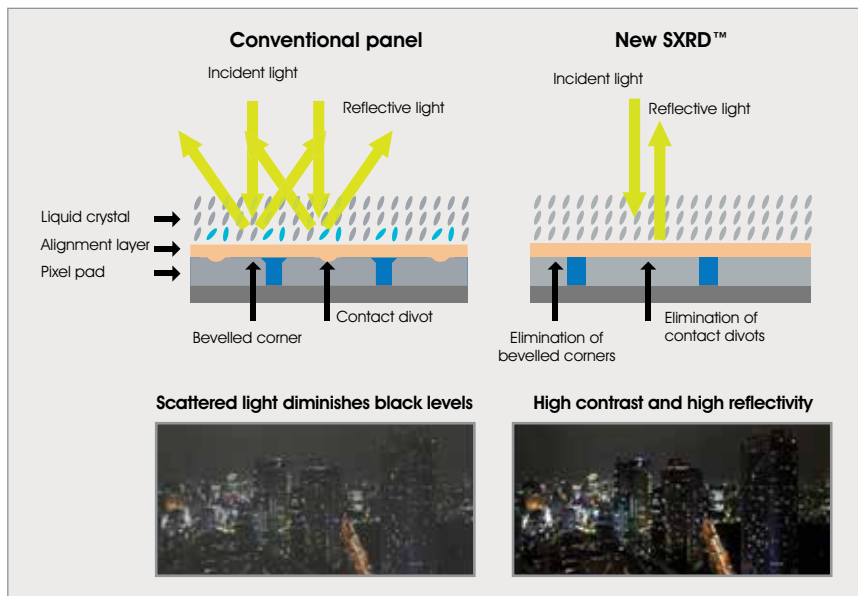 Conventional panel
New SXRD™
Incident light
Reflective light
Incident light
Reflective light
Liquid crystal
Alignment layer
Pixel pad
Bevelled corner
Contact divot
Elimination of
bevelled corners
Elimination of
contact divots
Scattered light diminishes black levels
High contrast and high reflectivity